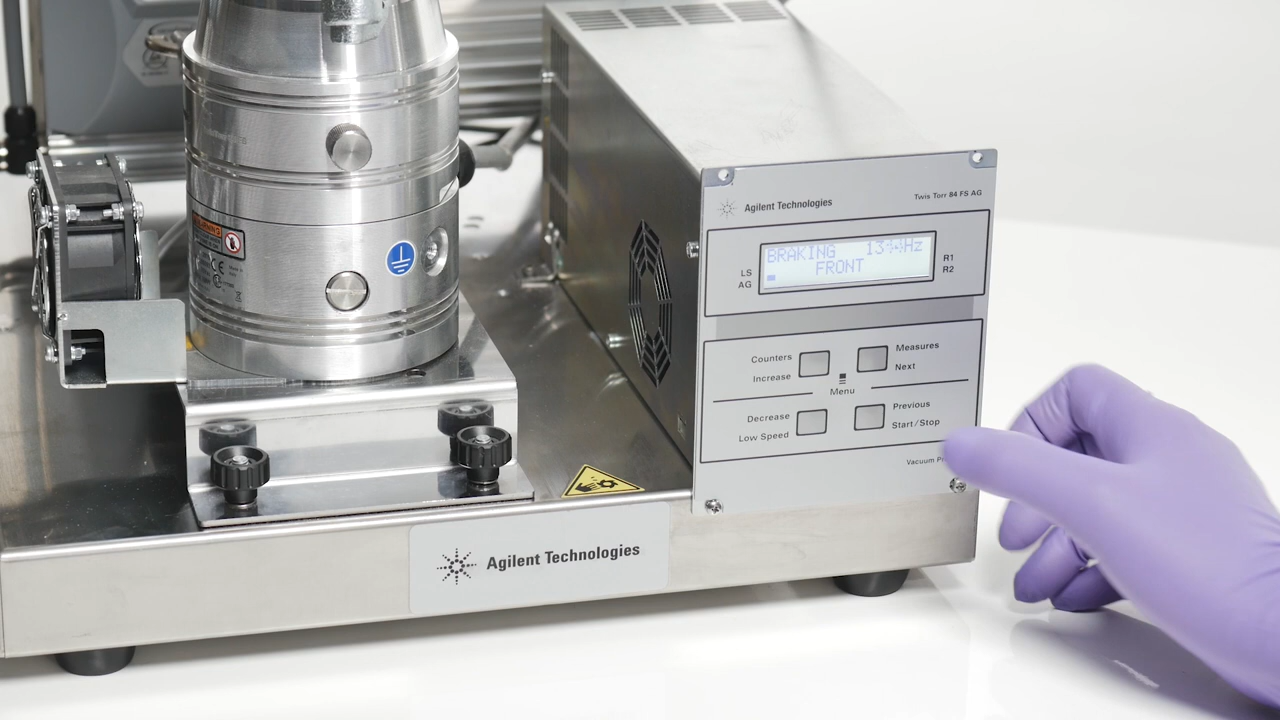 Agilent Technologies
Twis Torr 84 FS AG
BRAKING
FRONT
LS
AG
R1
R2
Counters
Increase
Measures
Next
Menu
Decrease
Low Speed
Previous
Start/Stop
Vacuum
Agilent Technologies